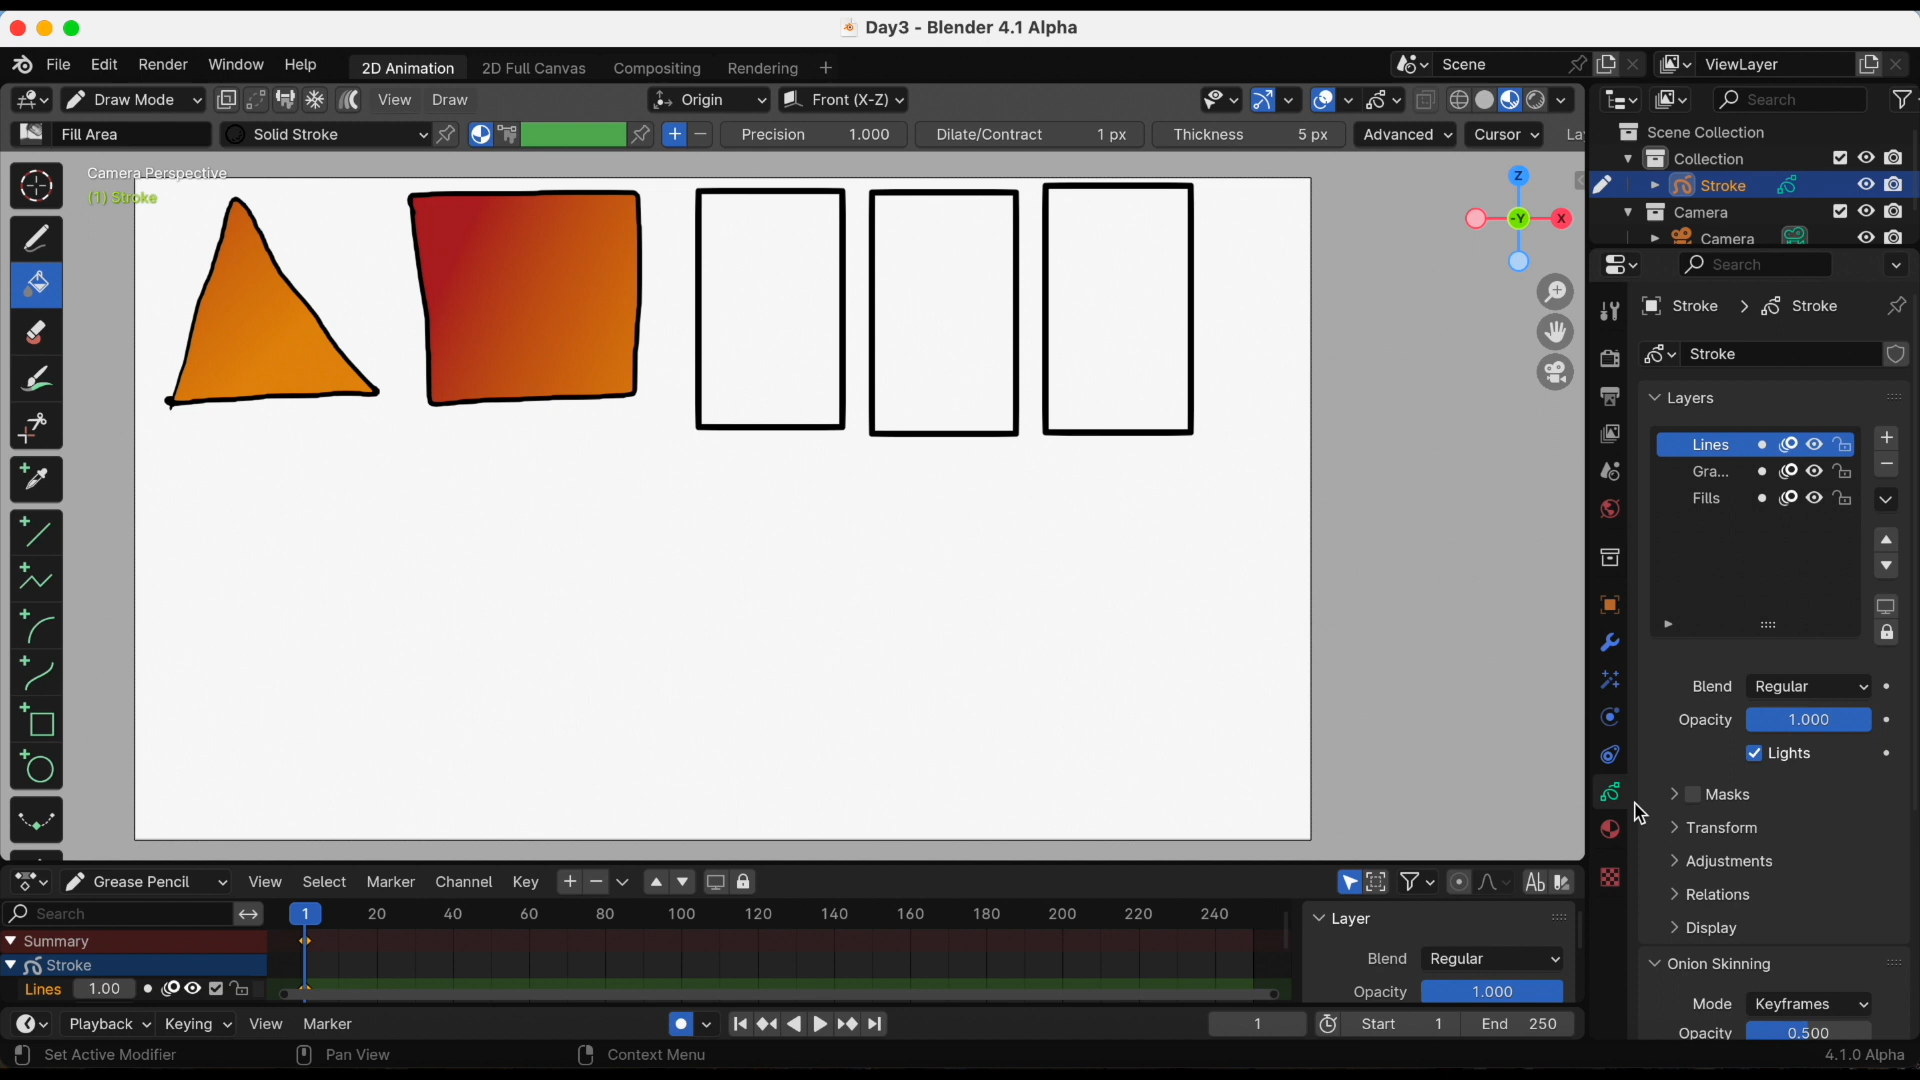 Day3 - Blender 4.1 Alpha
File Edit Render Window Help 2D Animation 2D Full Canvas Compositing Rendering + Scene ViewLayer
Draw Mode View Draw Origin Front (X-Z) Search
Fill Area Solid Stroke Precision 1.000 Dilate/Contract 1 px Thickness 5 px Advanced Cursor La
Scene Collection
Collection
Stroke
Camera
Camera
Camera Perspective
(1) Stroke
Z
-Y X
Search
Stroke > Stroke
Stroke
Layers
Lines
Gra...
Fills
Blend Regular
Opacity 1.000
Lights
Masks
Transform
Adjustments
Relations
Display
Onion Skinning
Mode Keyframes
Opacity 0.500
Grease Pencil View Select Marker Channel Key
Search 1 20 40 60 80 100 120 140 160 180 200 220 240
Summary
Stroke
Lines 1.00
Layer
Blend Regular
Opacity 1.000
Playback Keying View Marker 1 Start 1 End 250
Set Active Modifier Pan View Context Menu 4.1.0 Alpha